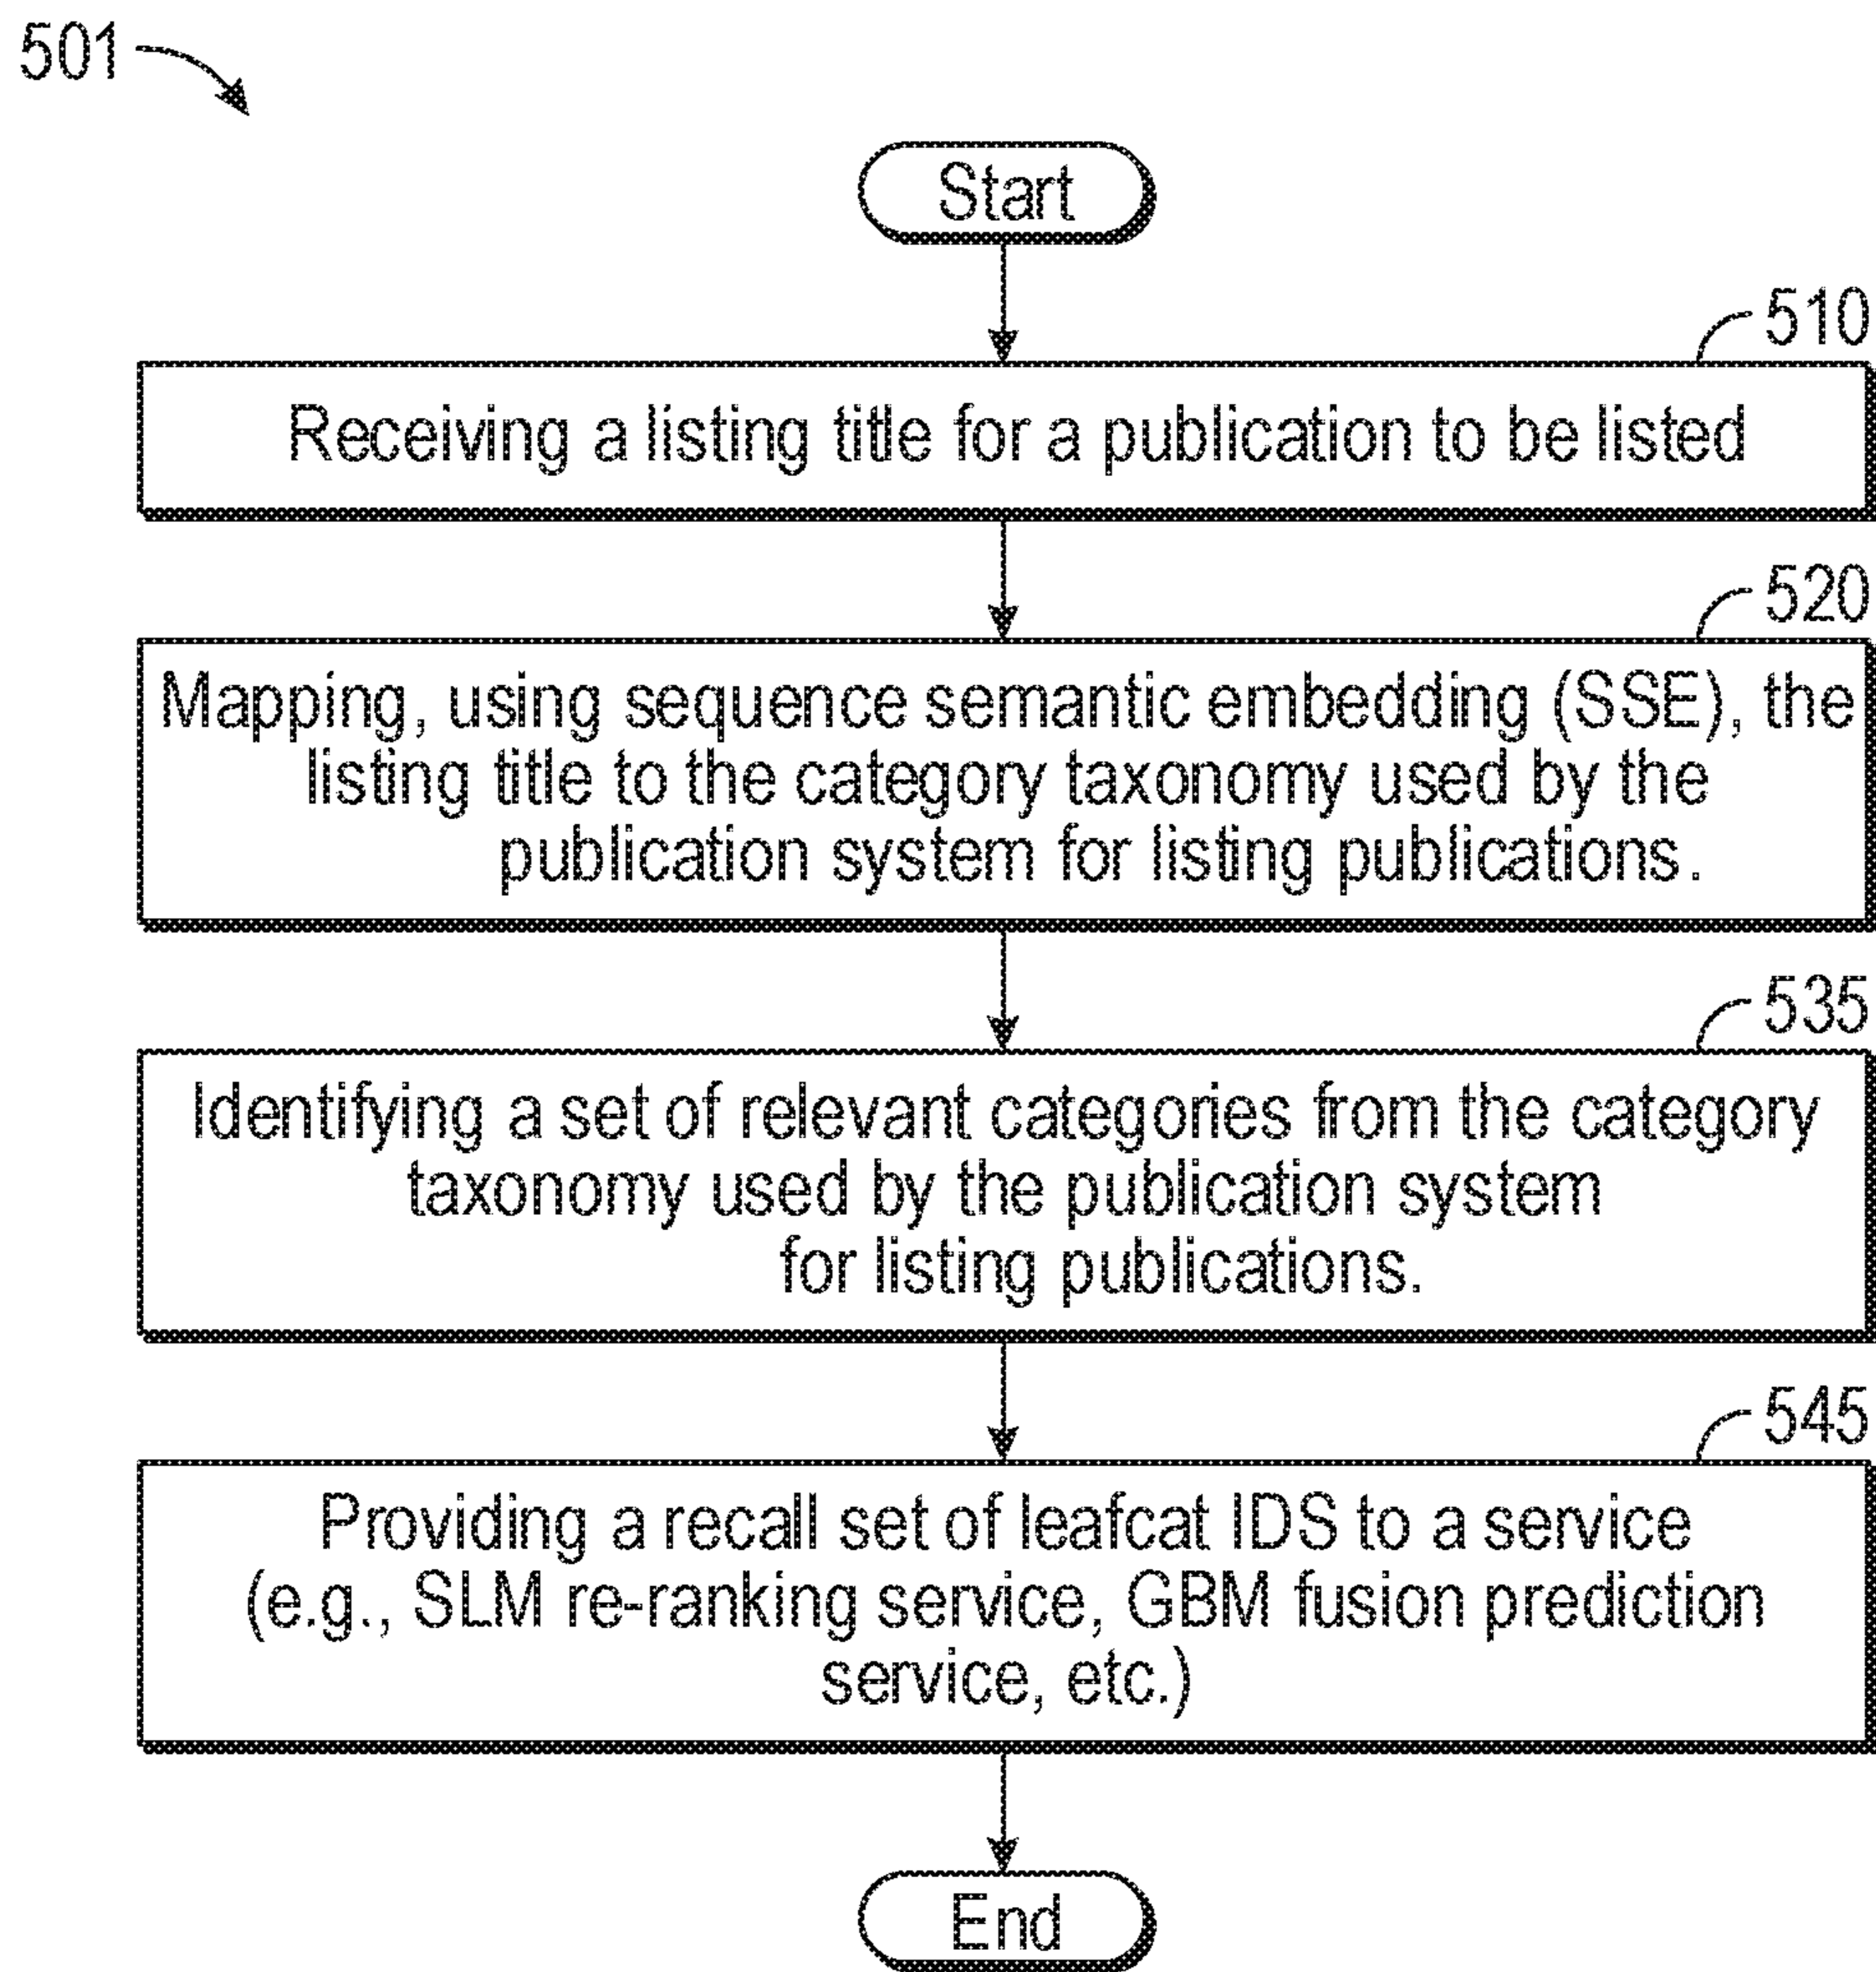 501
Start
510
Receiving a listing title for a publication to be listed
520
Mapping, using sequence semantic embedding (SSE), the
listing title to the category taxonomy used by the
publication system for listing publications.
535
Identifying a set of relevant categories from the category
taxonomy used by the publication system
for listing publications.
545
Providing a recall set of leafcat IDS to a service
(e.g., SLM re-ranking service, GBM fusion prediction
service, etc.)
End